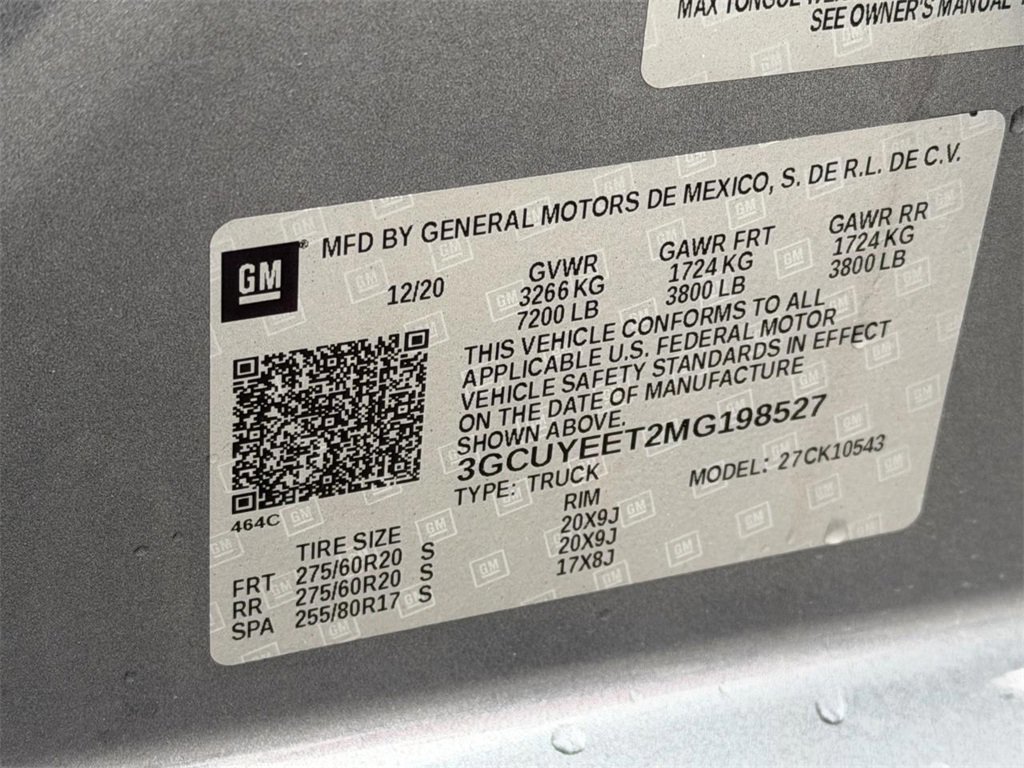 MAX TONGUE
SEE OWNER'S MANUAL
GM
MFD BY GENERAL MOTORS DE MEXICO, S. DE R.L. DE C.V.
12/20
GVWR
3266 KG
7200 LB
GAWR FRT
1724 KG
3800 LB
GAWR RR
1724 KG
3800 LB
THIS VEHICLE CONFORMS TO ALL
APPLICABLE U.S. FEDERAL MOTOR
VEHICLE SAFETY STANDARDS IN EFFECT
ON THE DATE OF MANUFACTURE
SHOWN ABOVE.
3GCUYEET2MG198527
TYPE: TRUCK
MODEL: 27CK10543
464C
TIRE SIZE RIM
FRT 275/60R20 S 20X9J
RR 275/60R20 S 20X9J
SPA 255/80R17 S 17X8J